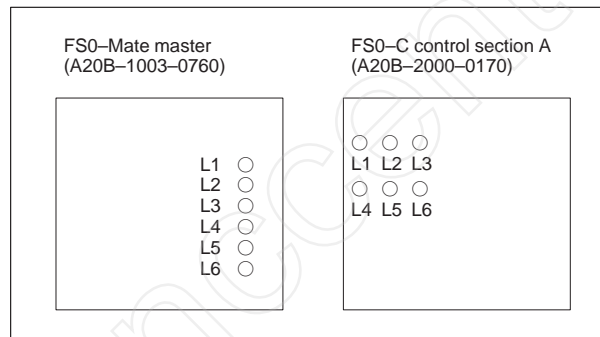 FS0–Mate master
(A20B–1003–0760)
L1
L2
L3
L4
L5
L6
FS0–C control section A
(A20B–2000–0170)
L1 L2 L3
L4 L5 L6